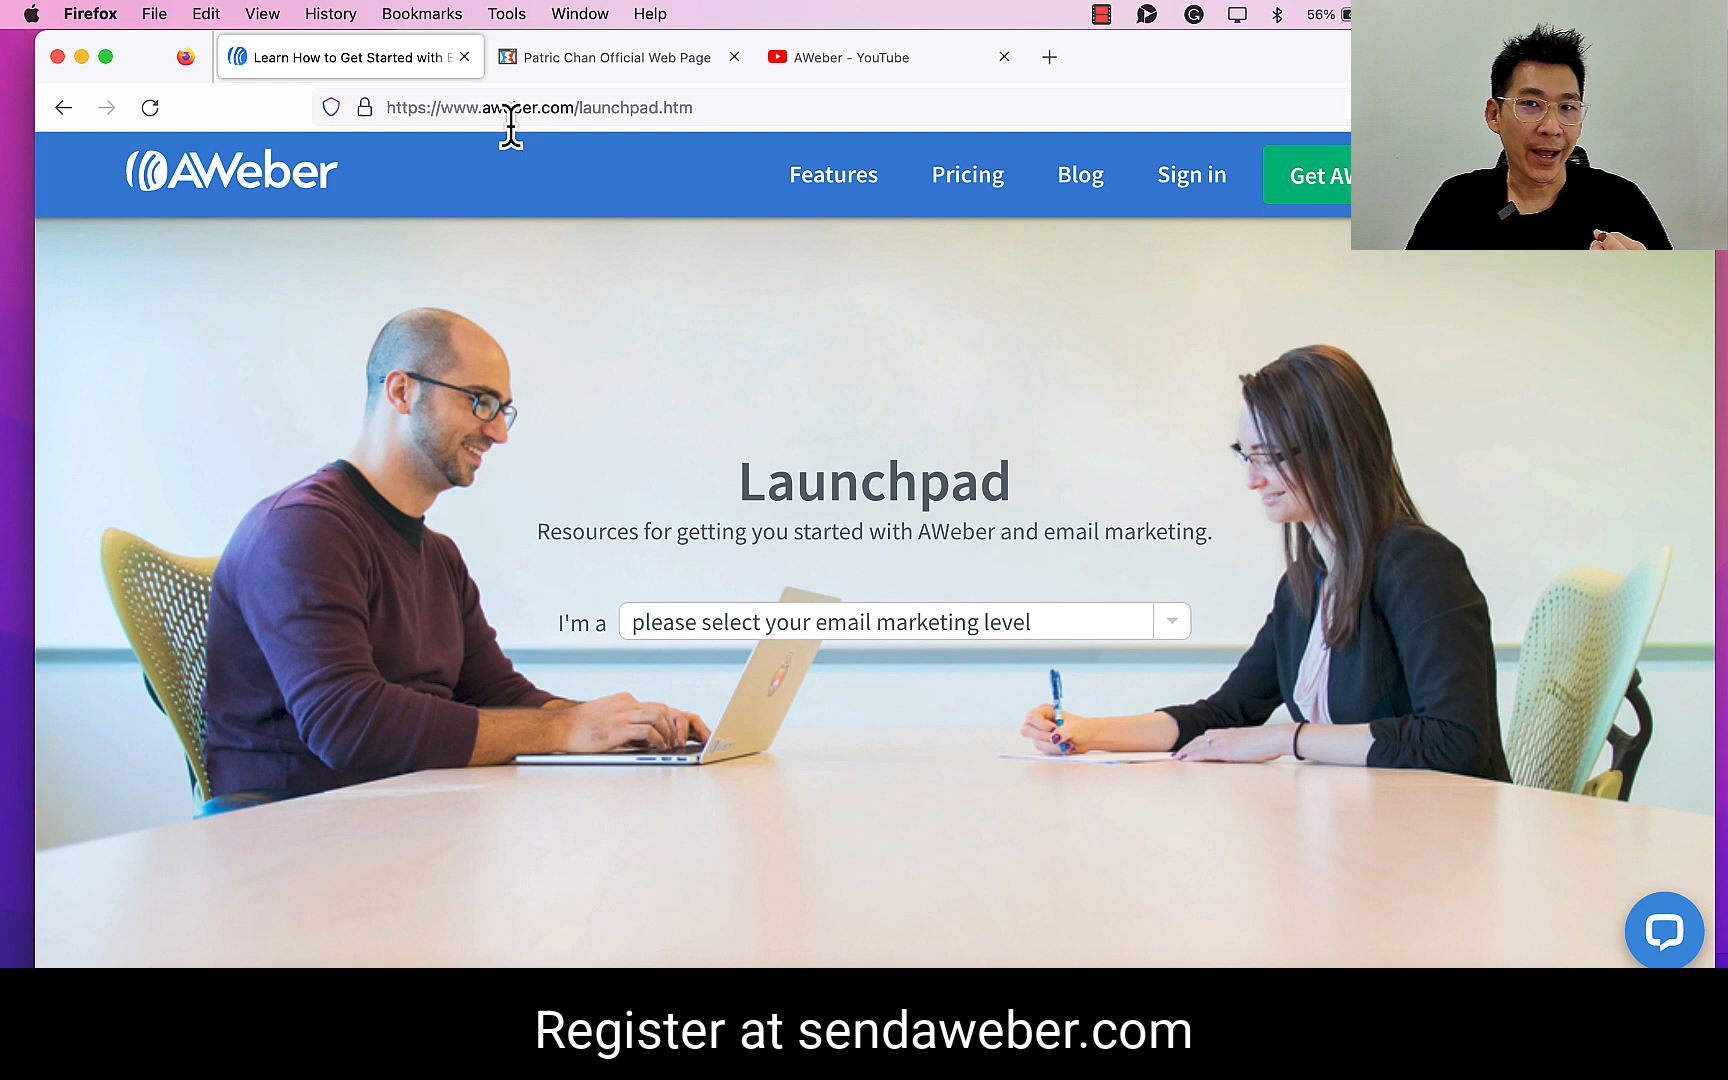 Firefox File Edit View History Bookmarks Tools Window Help 56%
Learn How to Get Started with E
Patric Chan Official Web Page
AWeber - YouTube
https://www.aweber.com/launchpad.htm
AWeber
Features Pricing Blog Sign in Get AW
Launchpad
Resources for getting you started with AWeber and email marketing.
I'm a please select your email marketing level
Register at sendaweber.com